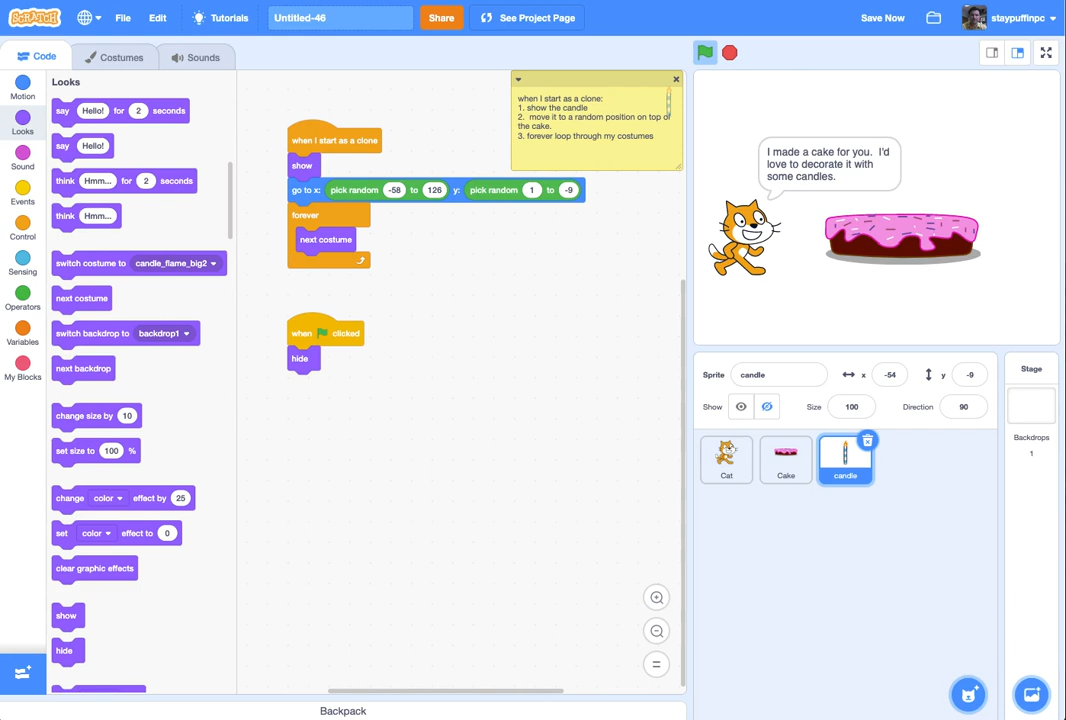 SCRATCH
File
Edit
Tutorials
Untitled-46
Share
See Project Page
Save Now
staypuffinpc
Code
Costumes
Sounds
Motion
Looks
Sound
Events
Control
Sensing
Operators
Variables
My Blocks
Looks
say Hello! for 2 seconds
say Hello!
think Hmm... for 2 seconds
think Hmm...
switch costume to candle_flame_big2
next costume
switch backdrop to backdrop1
next backdrop
change size by 10
set size to 100 %
change color effect by 25
set color effect to 0
clear graphic effects
show
hide
when I start as a clone
show
go to x: pick random -58 to 126 y: pick random 1 to -9
forever
next costume
when clicked
hide
when I start as a clone:
1. show the candle
2. move it to a random position on top of
the cake.
3. forever loop through my costumes
I made a cake for you. I'd
love to decorate it with
some candles.
Sprite
candle
x
-54
y
-9
Show
Size
100
Direction
90
Cat
Cake
candle
Stage
Backdrops
1
Backpack